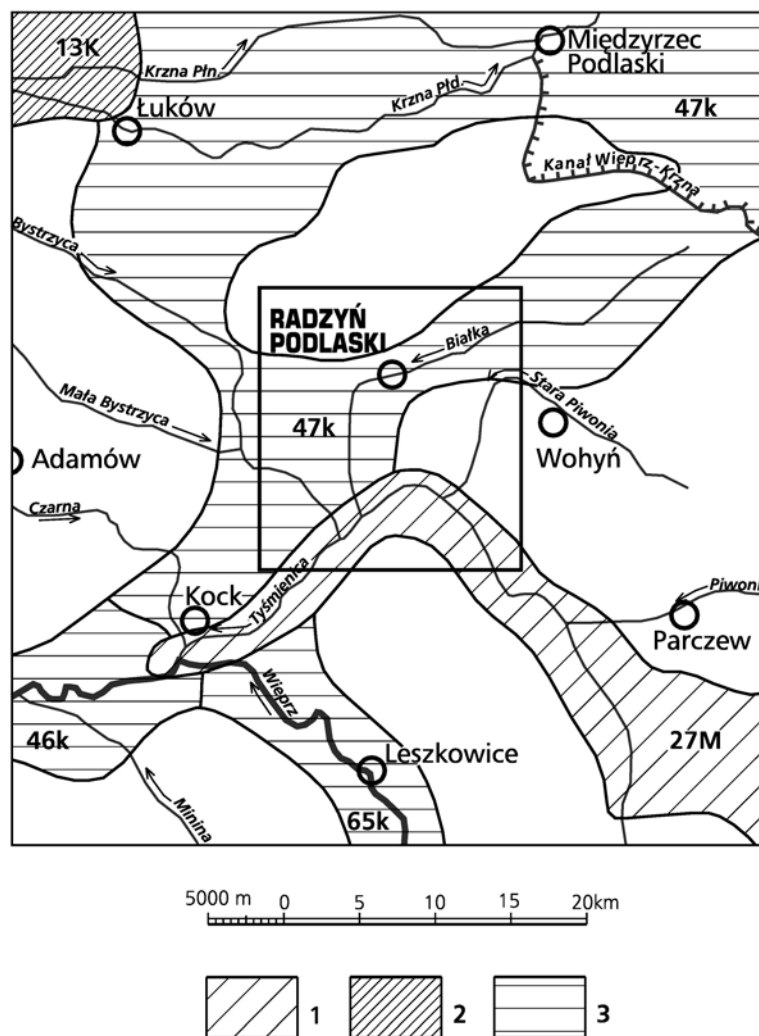 13K
Krzna Płn.
Międzyrzec
Podlaski
Krzna Płd.
Łuków
47k
Kanał Wieprz-Krzna
Bystrzyca
RADZYŃ
PODLASKI
Białka
Stara Piwonia
Mała Bystrzyca
47k
Wohyń
Adamów
Czarna
Kock
Tyśmienica
Piwoni
Parczew
Wieprz
46k
27M
Leszkowice
Minina
65k
5000 m 0 5 10 15 20km
1 2 3